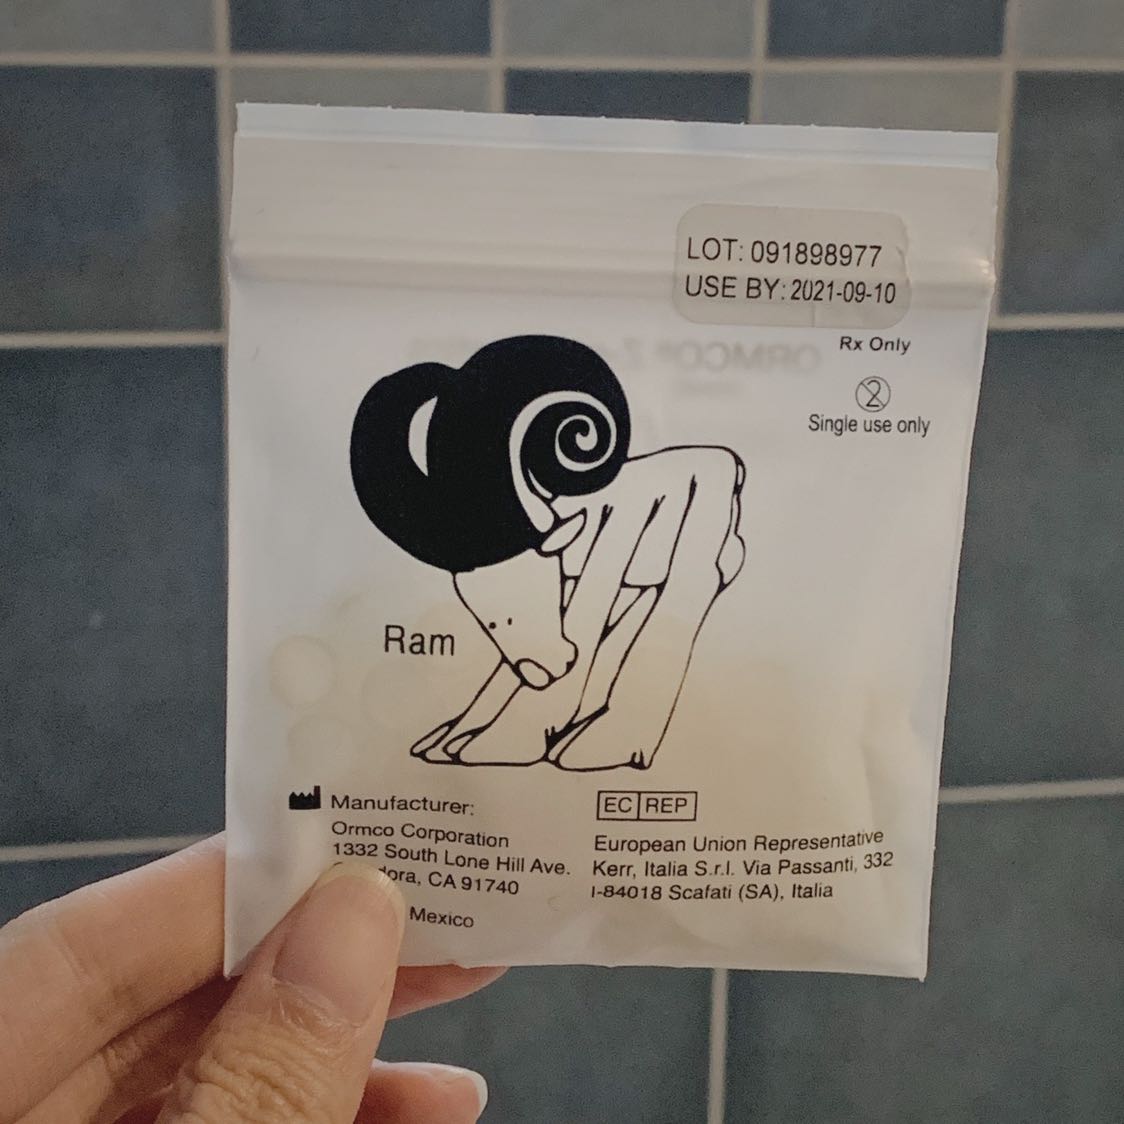 LOT: 091898977
USE BY: 2021-09-10
Rx Only
2
Single use only
ORMCO®
Ram
Manufacturer:
Ormco Corporation
1332 South Lone Hill Ave.
CA 91740
Mexico
EC REP
European Union Representative
Kerr, Italia S.r.l. Via Passanti, 332
I-84018 Scafati (SA), Italia